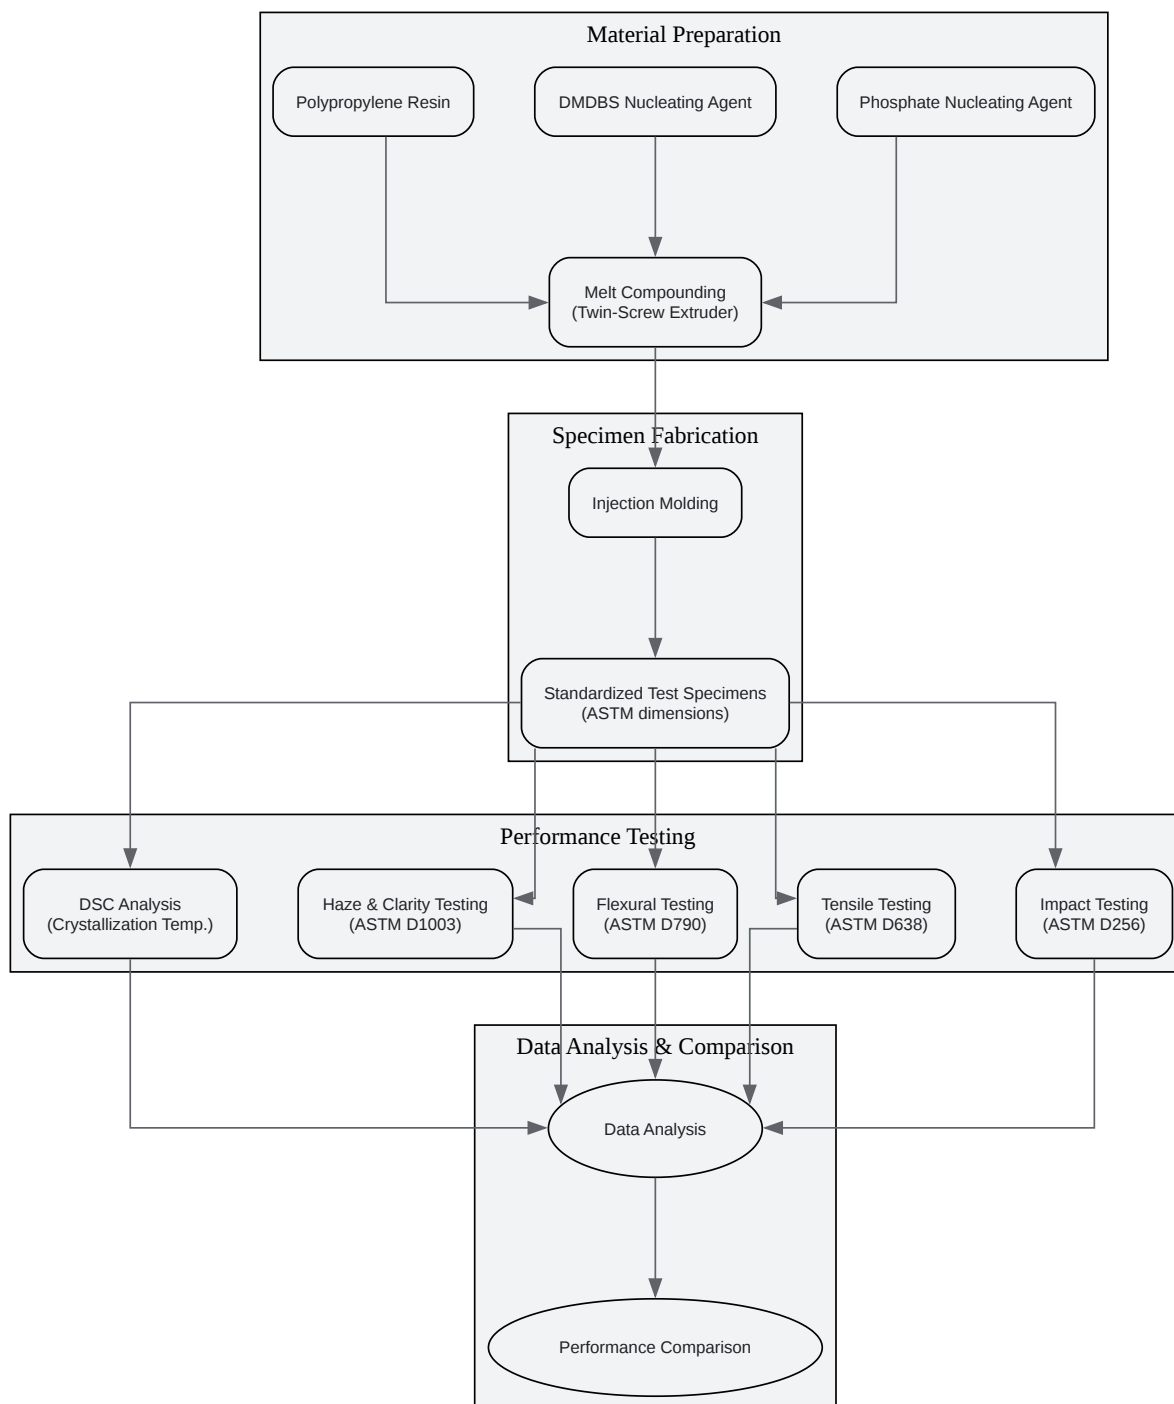 Material Preparation
Polypropylene Resin
DMDBS Nucleating Agent
Phosphate Nucleating Agent
Melt Compounding
(Twin-Screw Extruder)
Specimen Fabrication
Injection Molding
Standardized Test Specimens
(ASTM dimensions)
Performance Testing
DSC Analysis
(Crystallization Temp.)
Haze & Clarity Testing
(ASTM D1003)
Flexural Testing
(ASTM D790)
Tensile Testing
(ASTM D638)
Impact Testing
(ASTM D256)
Data Analysis & Comparison
Data Analysis
Performance Comparison